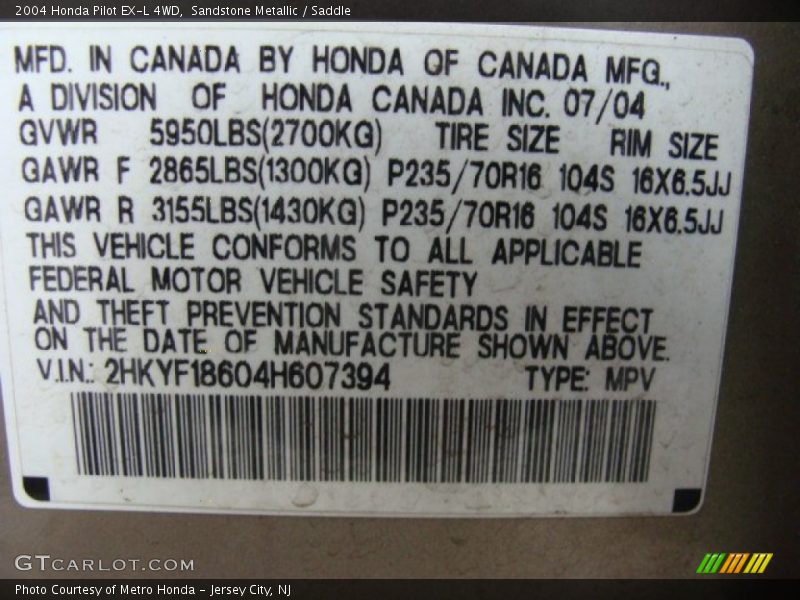 2004 Honda Pilot EX-L 4WD, Sandstone Metallic / Saddle
MFD. IN CANADA BY HONDA OF CANADA MFG.,
A DIVISION OF HONDA CANADA INC. 07/04
GVWR 5950LBS(2700KG) TIRE SIZE RIM SIZE
GAWR F 2865LBS(1300KG) P235/70R16 104S 16X6.5JJ
GAWR R 3155LBS(1430KG) P235/70R16 104S 16X6.5JJ
THIS VEHICLE CONFORMS TO ALL APPLICABLE
FEDERAL MOTOR VEHICLE SAFETY
AND THEFT PREVENTION STANDARDS IN EFFECT
ON THE DATE OF MANUFACTURE SHOWN ABOVE.
V.I.N.: 2HKYF18604H607394 TYPE: MPV
GTCARLOT.COM
Photo Courtesy of Metro Honda - Jersey City, NJ